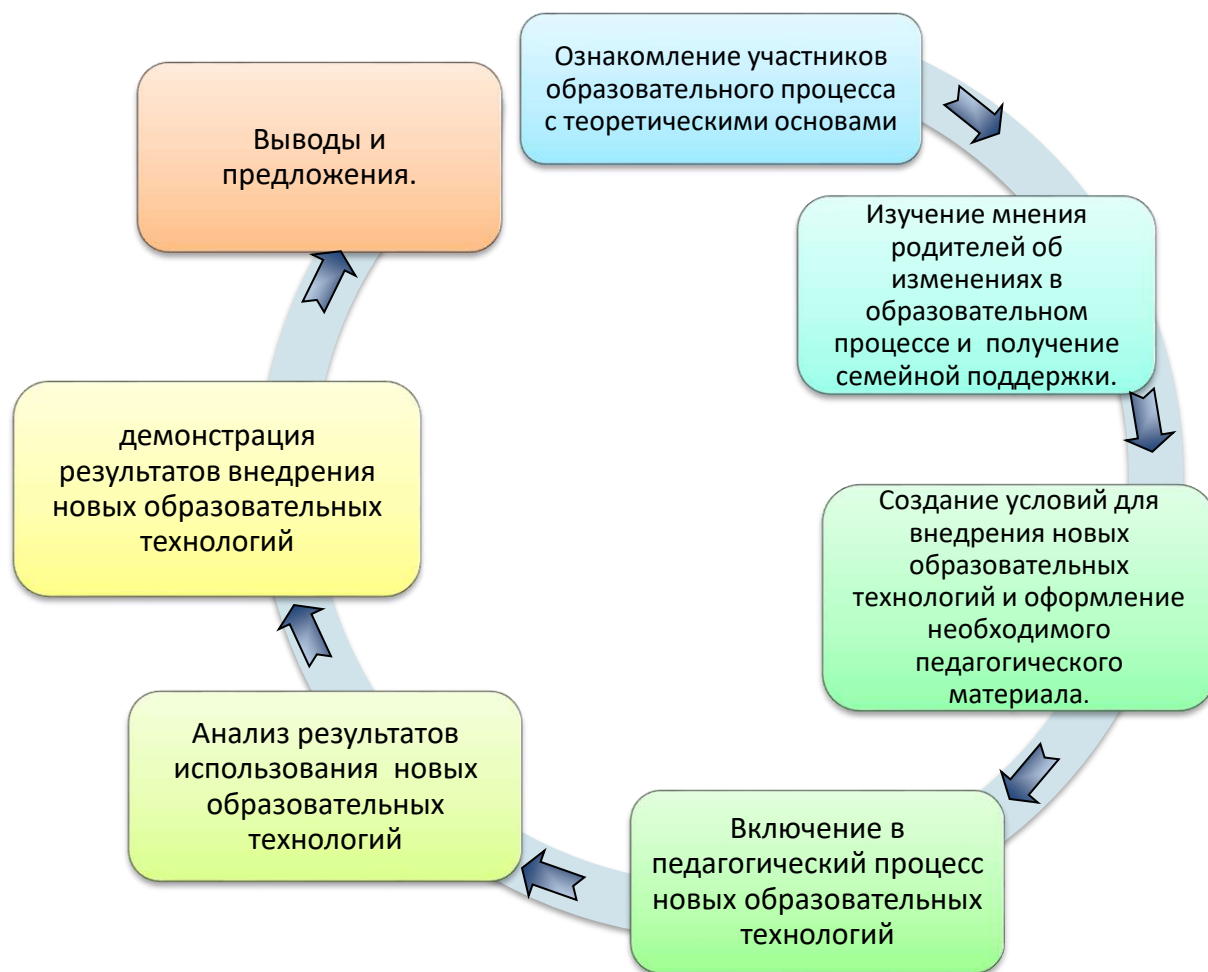 Ознакомление участников
образовательного процесса
с теоретическими основами
Изучение мнения
родителей об
изменениях в
образовательном
процессе и  получение
семейной поддержки.
Создание условий для
внедрения новых
образовательных
технологий и оформление
необходимого
педагогического
материала.
Включение в
педагогический процесс
новых образовательных
технологий
Анализ результатов
использования  новых
образовательных
технологий
демонстрация
результатов внедрения
новых образовательных
технологий
Выводы и
предложения.